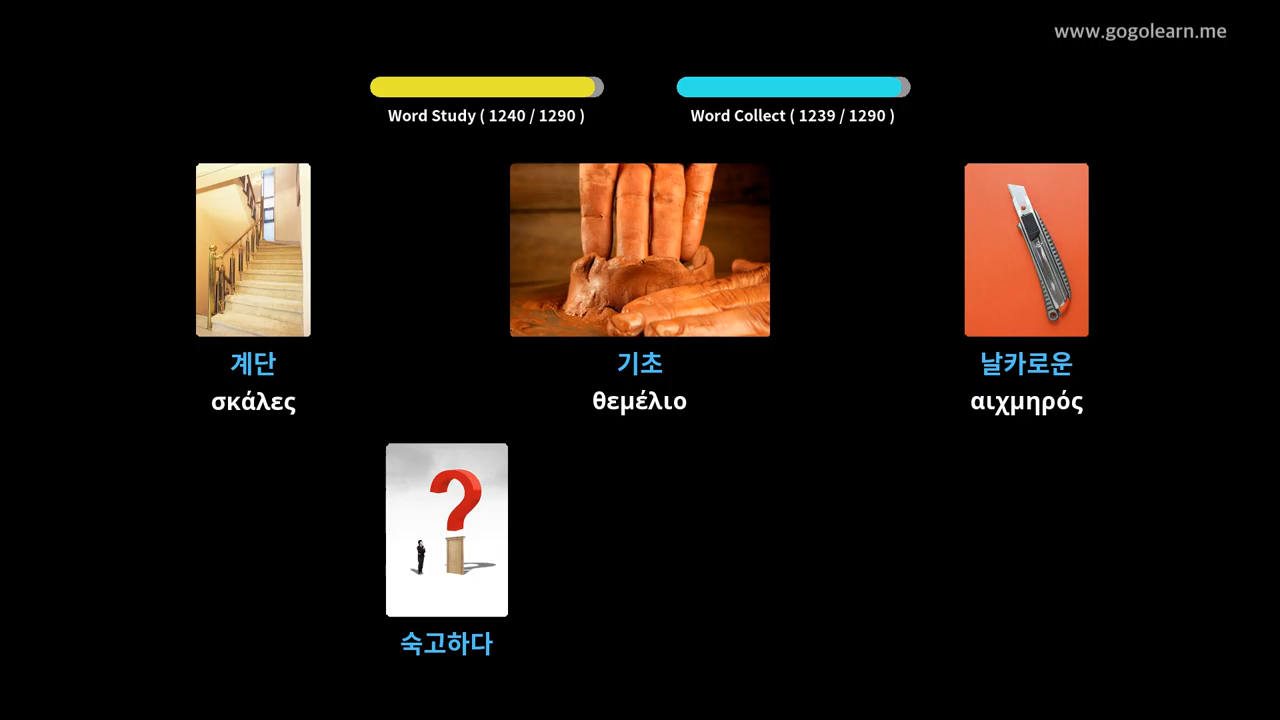 www.gogolearn.me
Word Study ( 1240 / 1290 )
Word Collect ( 1239 / 1290 )
계단
σκάλες
기초
θεμέλιο
날카로운
αιχμηρός
숙고하다